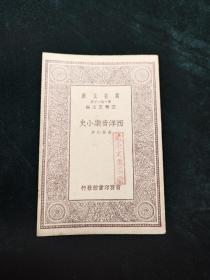 萬有文庫
第一集一千種
王雲五主編
西洋音樂小史
商務印書館發行